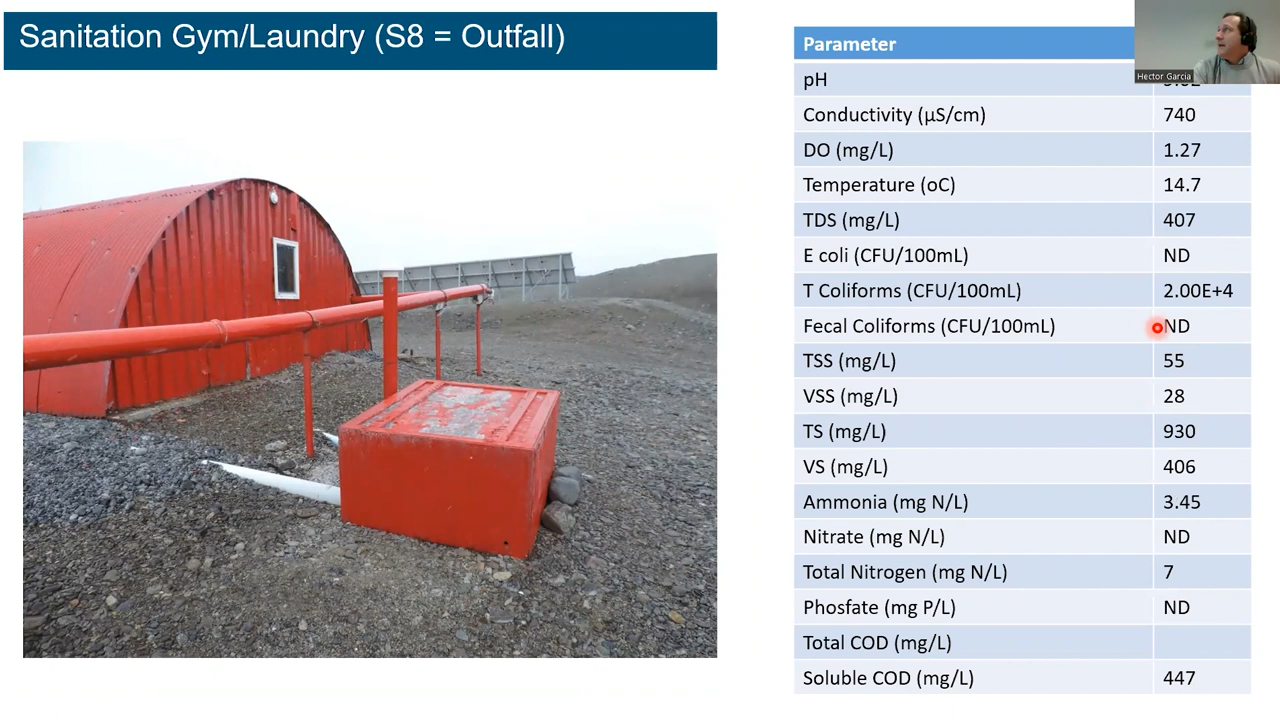 Sanitation Gym/Laundry (S8 = Outfall)
Parameter
Hector Garcia
pH
Conductivity (µS/cm) 740
DO (mg/L) 1.27
Temperature (oC) 14.7
TDS (mg/L) 407
E coli (CFU/100mL) ND
T Coliforms (CFU/100mL) 2.00E+4
Fecal Coliforms (CFU/100mL) ND
TSS (mg/L) 55
VSS (mg/L) 28
TS (mg/L) 930
VS (mg/L) 406
Ammonia (mg N/L) 3.45
Nitrate (mg N/L) ND
Total Nitrogen (mg N/L) 7
Phosfate (mg P/L) ND
Total COD (mg/L)
Soluble COD (mg/L) 447